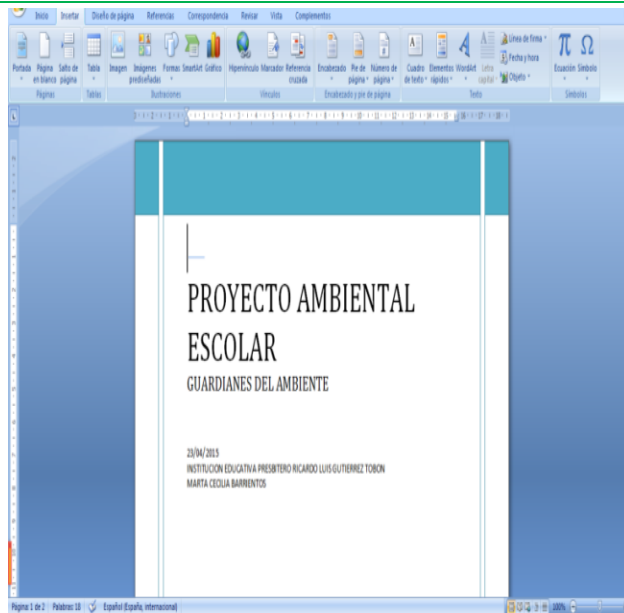 Inicio Insertar Diseño de página Referencias Correspondencia Revisar Vista Complementos
Portada Página en blanco Salto de página
Páginas
Tabla
Tablas
Imagen Imágenes prediseñadas Formas SmartArt Gráfico
Ilustraciones
Hipervínculo Marcador Referencia cruzada
Vínculos
Encabezado Pie de página Número de página
Encabezado y pie de página
Cuadro de texto Elementos rápidos WordArt Letra capital
Línea de firma
Fecha y hora
Objeto
Texto
Ecuación Símbolo
Símbolos
PROYECTO AMBIENTAL
ESCOLAR
GUARDIANES DEL AMBIENTE
23/04/2015
INSTITUCION EDUCATIVA PRESBITERO RICARDO LUIS GUTIERREZ TOBON
MARTA CECILIA BARRIENTOS
Página: 1 de 2 Palabras: 18 Español (España, internacional) 100%